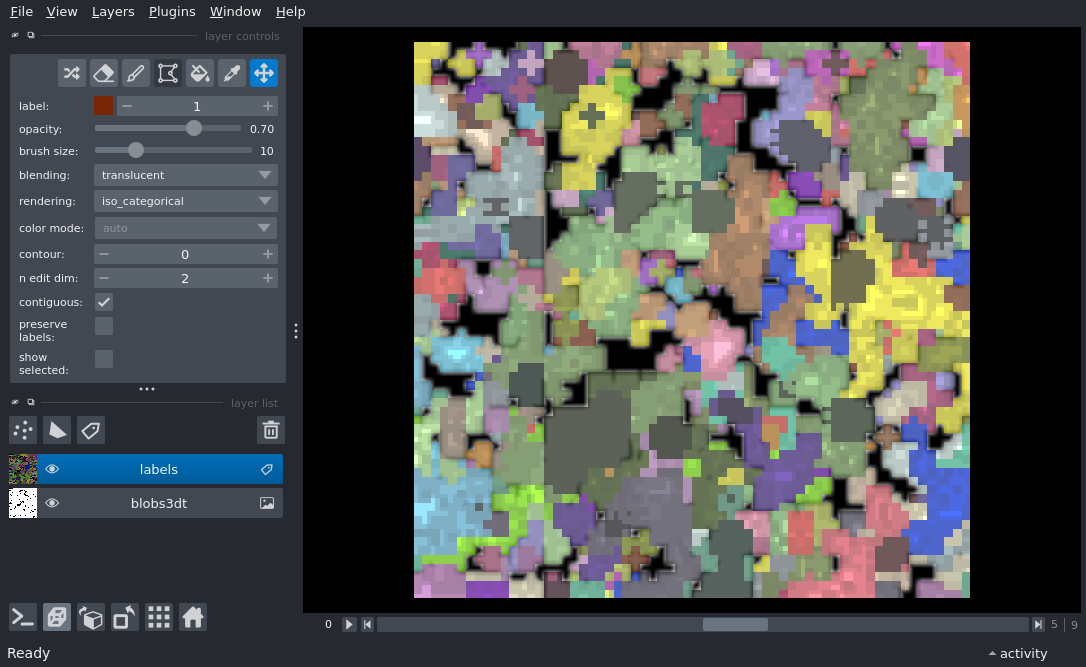 File View Layers Plugins Window Help
layer controls
label: 1
opacity: 0.70
brush size: 10
blending: translucent
rendering: iso_categorical
color mode: auto
contour: 0
n edit dim: 2
contiguous:
preserve
labels:
show
selected:
layer list
labels
blobs3dt
0 5 9
Ready activity